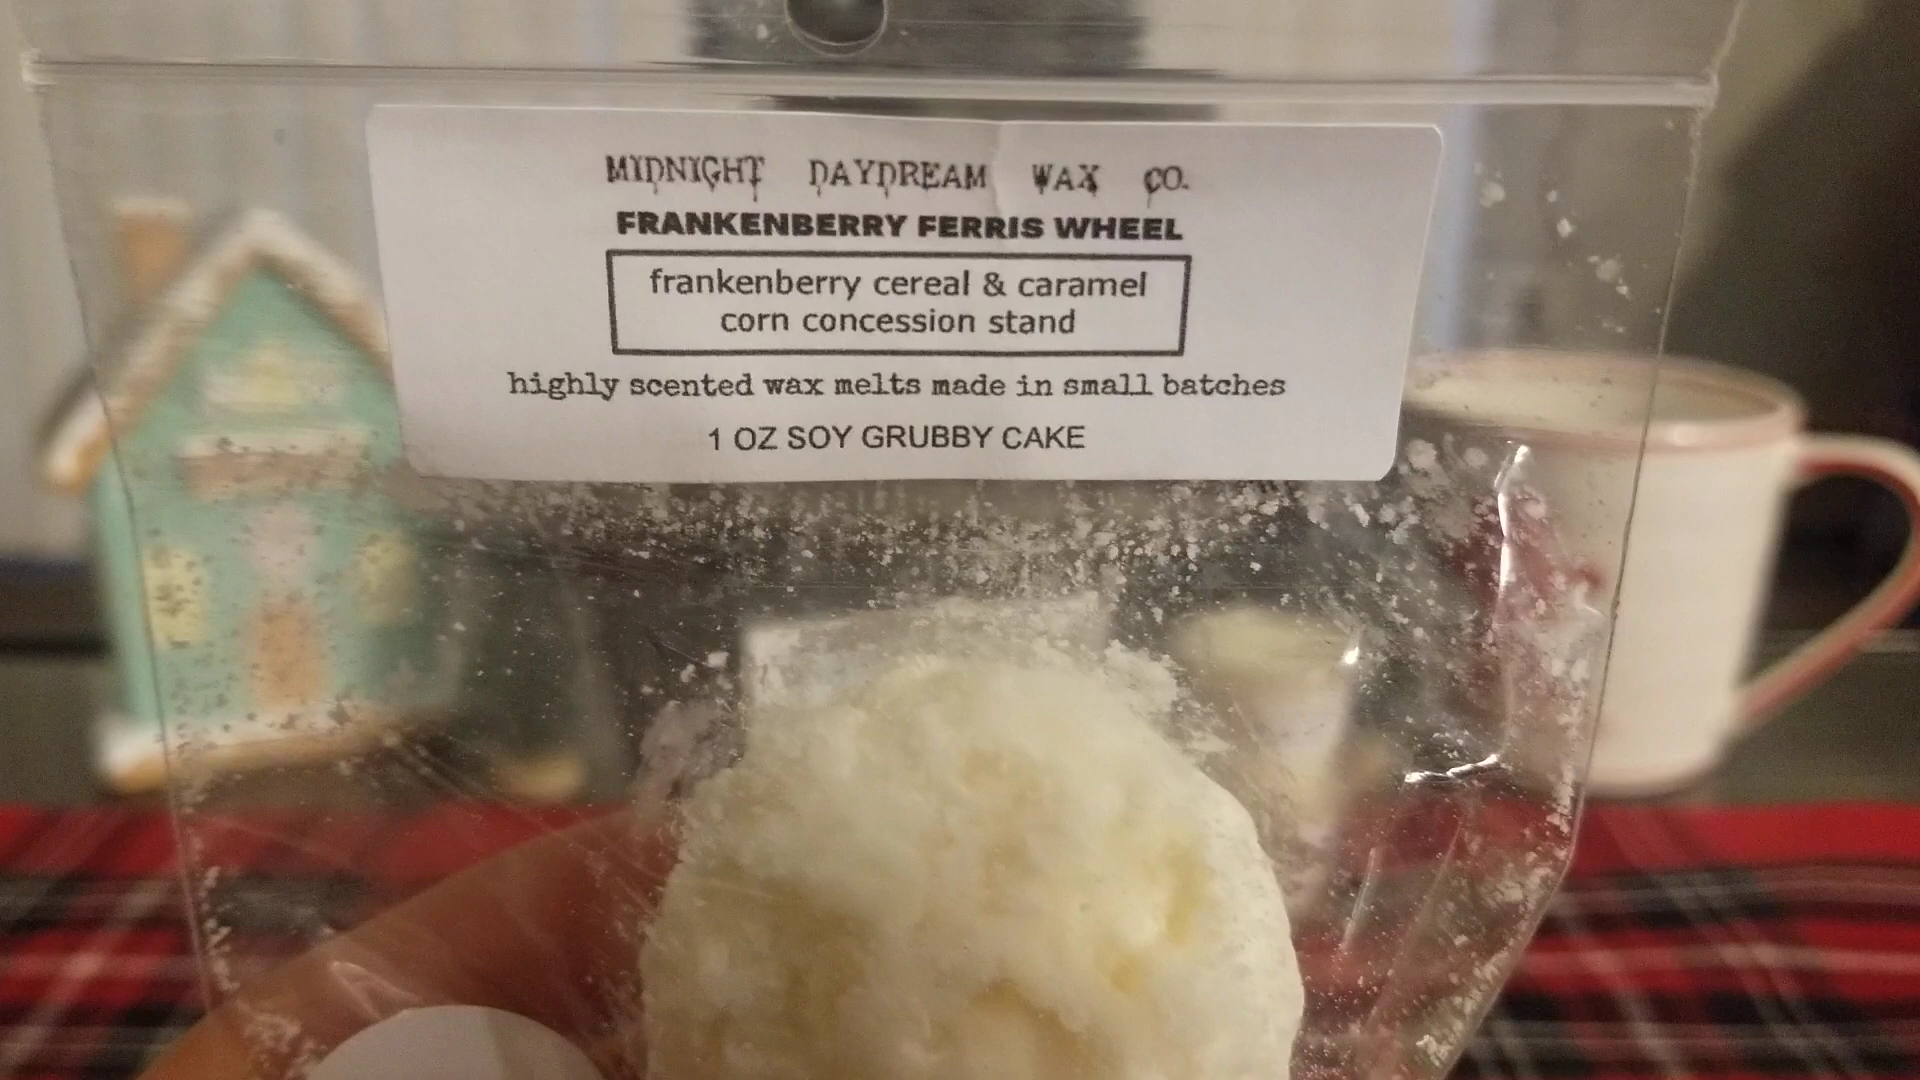 MIDNIGHT DAYDREAM WAX CO.
FRANKENBERRY FERRIS WHEEL
frankenberry cereal & caramel
corn concession stand
highly scented wax melts made in small batches
1 OZ SOY GRUBBY CAKE